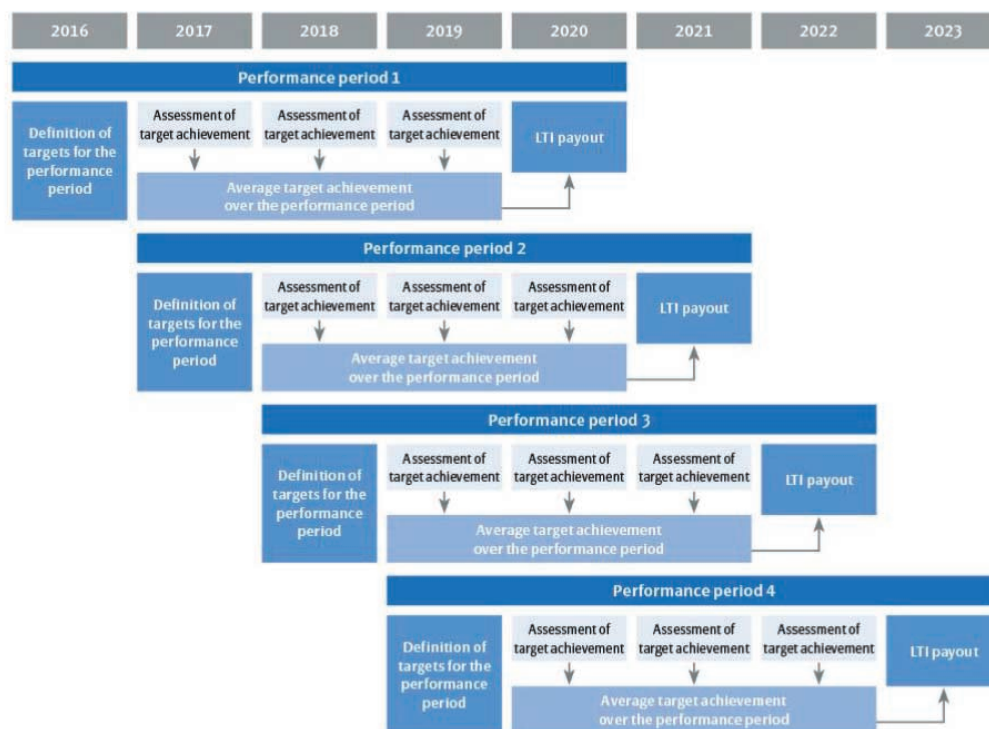 2016 2017 2018 2019 2020 2021 2022 2023
Performance period 1
Definition of
targets for the
performance
period
Assessment of
target achievement
Assessment of
target achievement
Assessment of
target achievement
LTI payout
Average target achievement
over the performance period
Performance period 2
Definition of
targets for the
performance
period
Assessment of
target achievement
Assessment of
target achievement
Assessment of
target achievement
LTI payout
Average target achievement
over the performance period
Performance period 3
Definition of
targets for the
performance
period
Assessment of
target achievement
Assessment of
target achievement
Assessment of
target achievement
LTI payout
Average target achievement
over the performance period
Performance period 4
Definition of
targets for the
performance
period
Assessment of
target achievement
Assessment of
target achievement
Assessment of
target achievement
LTI payout
Average target achievement
over the performance period